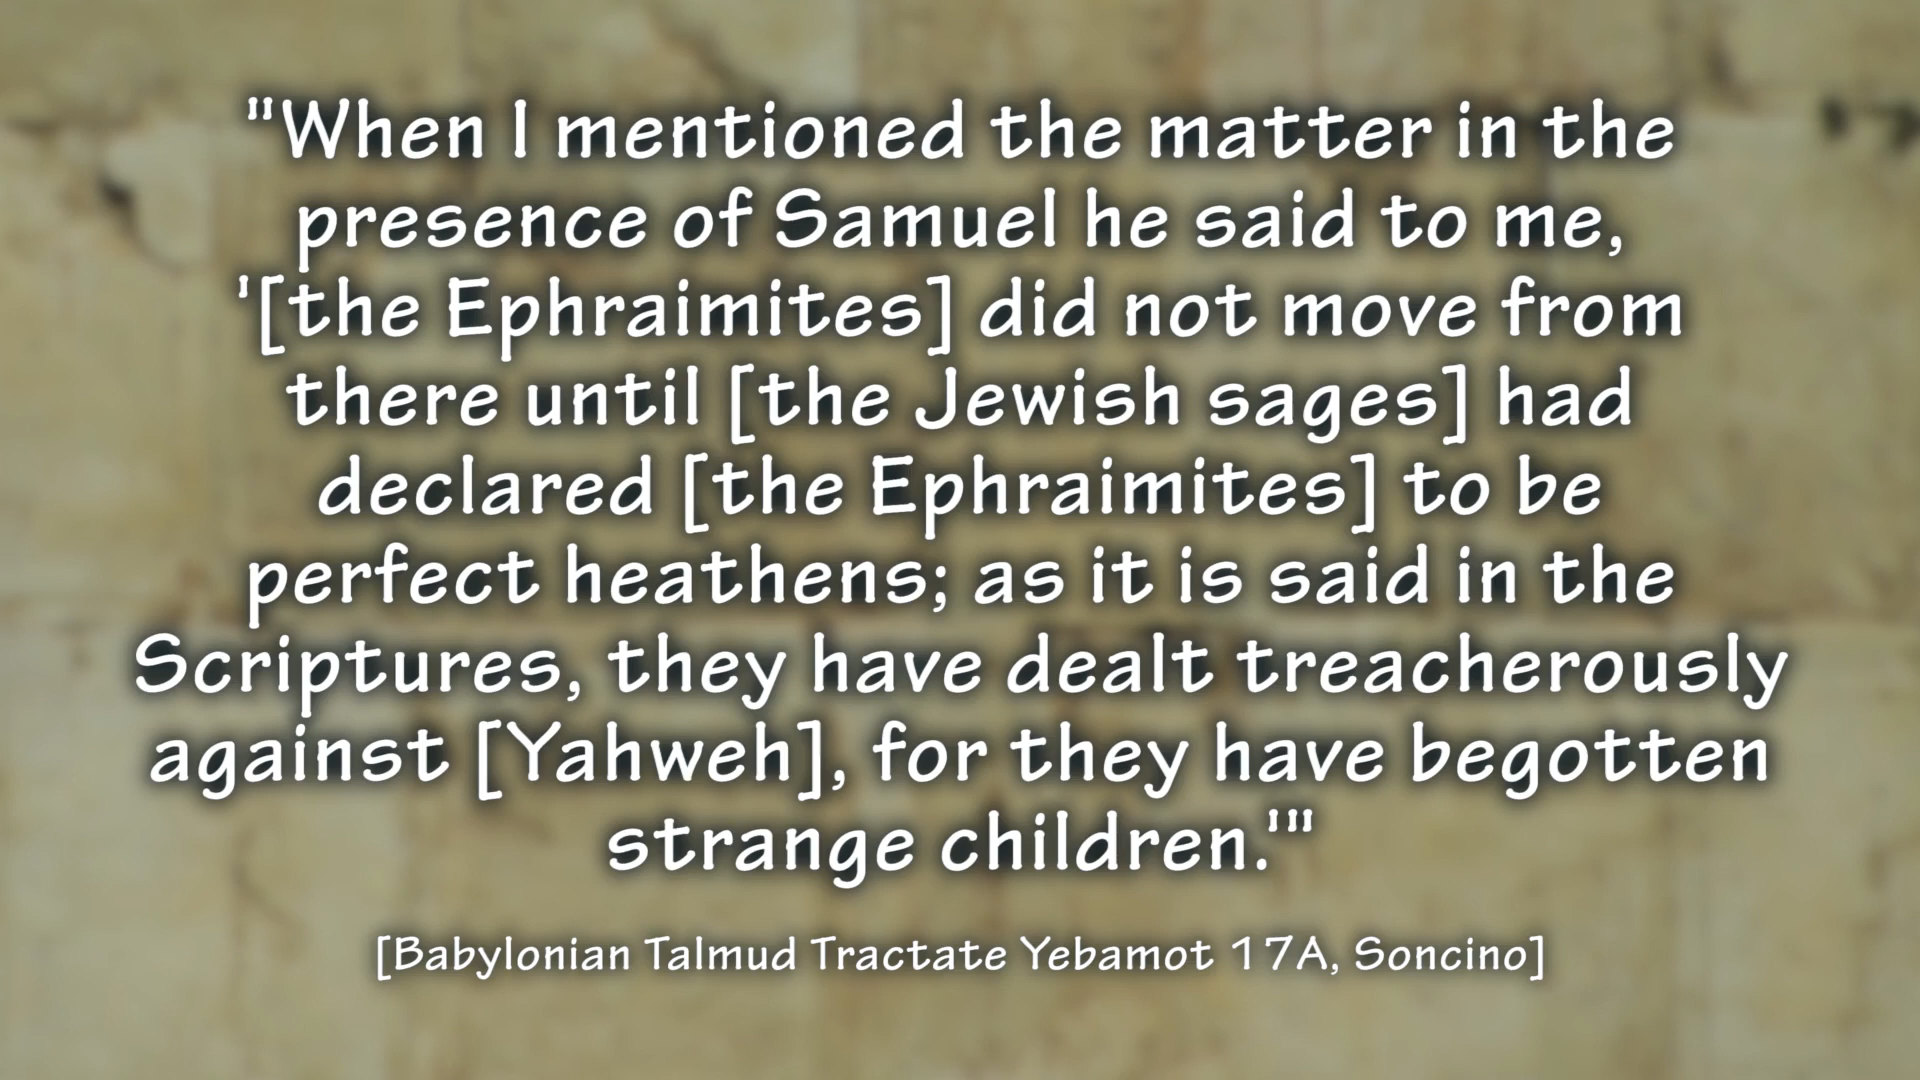 "When I mentioned the matter in the
presence of Samuel he said to me,
'[the Ephraimites] did not move from
there until [the Jewish sages] had
declared [the Ephraimites] to be
perfect heathens; as it is said in the
Scriptures, they have dealt treacherously
against [Yahweh], for they have begotten
strange children.'"
[Babylonian Talmud Tractate Yebamot 17A, Soncino]